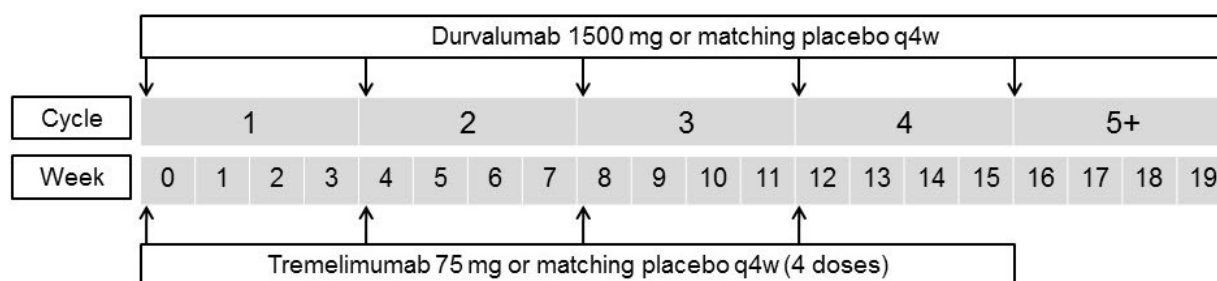 Durvalumab 1500 mg or matching placebo q4w
Cycle 1 2 3 4 5+
Week 0 1 2 3 4 5 6 7 8 9 10 11 12 13 14 15 16 17 18 19
Tremelimumab 75 mg or matching placebo q4w (4 doses)